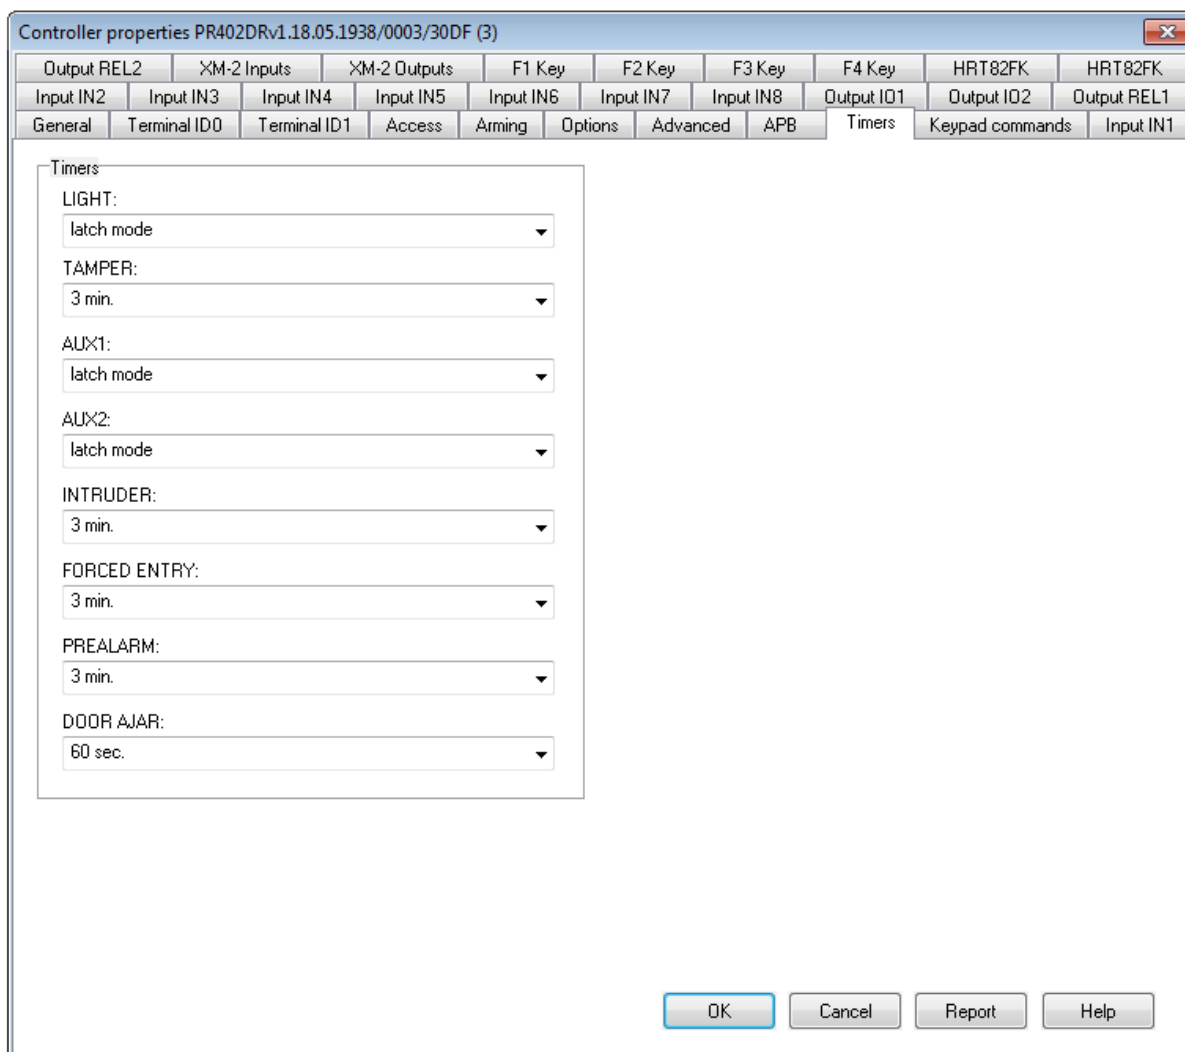 Controller properties PR402DRv1.18.05.1938/0003/30DF (3)
Output REL2 XM-2 Inputs XM-2 Outputs F1 Key F2 Key F3 Key F4 Key HRT82FK HRT82FK
Input IN2 Input IN3 Input IN4 Input IN5 Input IN6 Input IN7 Input IN8 Output IO1 Output IO2 Output REL1
General Terminal ID0 Terminal ID1 Access Arming Options Advanced APB Timers Keypad commands Input IN1
Timers
LIGHT:
latch mode
TAMPER:
3 min.
AUX1:
latch mode
AUX2:
latch mode
INTRUDER:
3 min.
FORCED ENTRY:
3 min.
PREALARM:
3 min.
DOOR AJAR:
60 sec.
OK Cancel Report Help